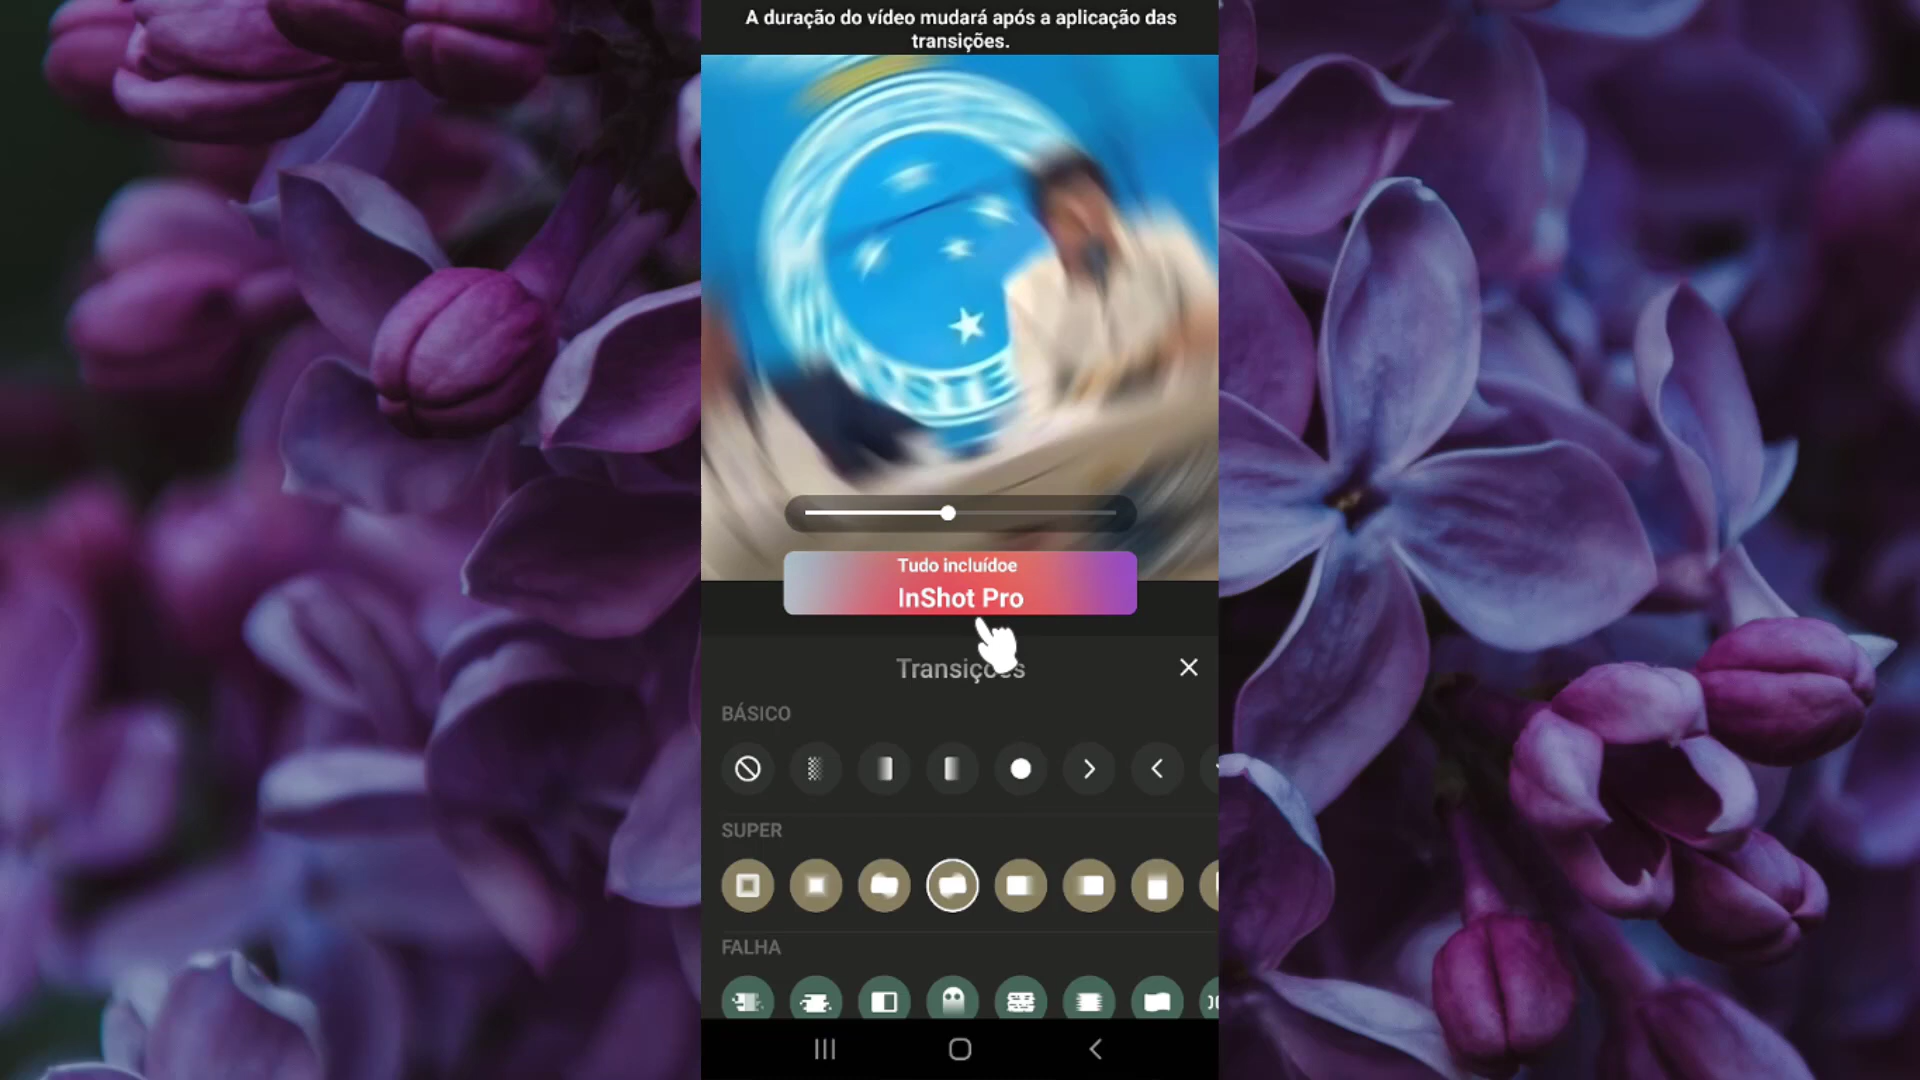 A duração do vídeo mudará após a aplicação das
transições.
Tudo incluídoe
InShot Pro
Transições
BÁSICO
SUPER
FALHA